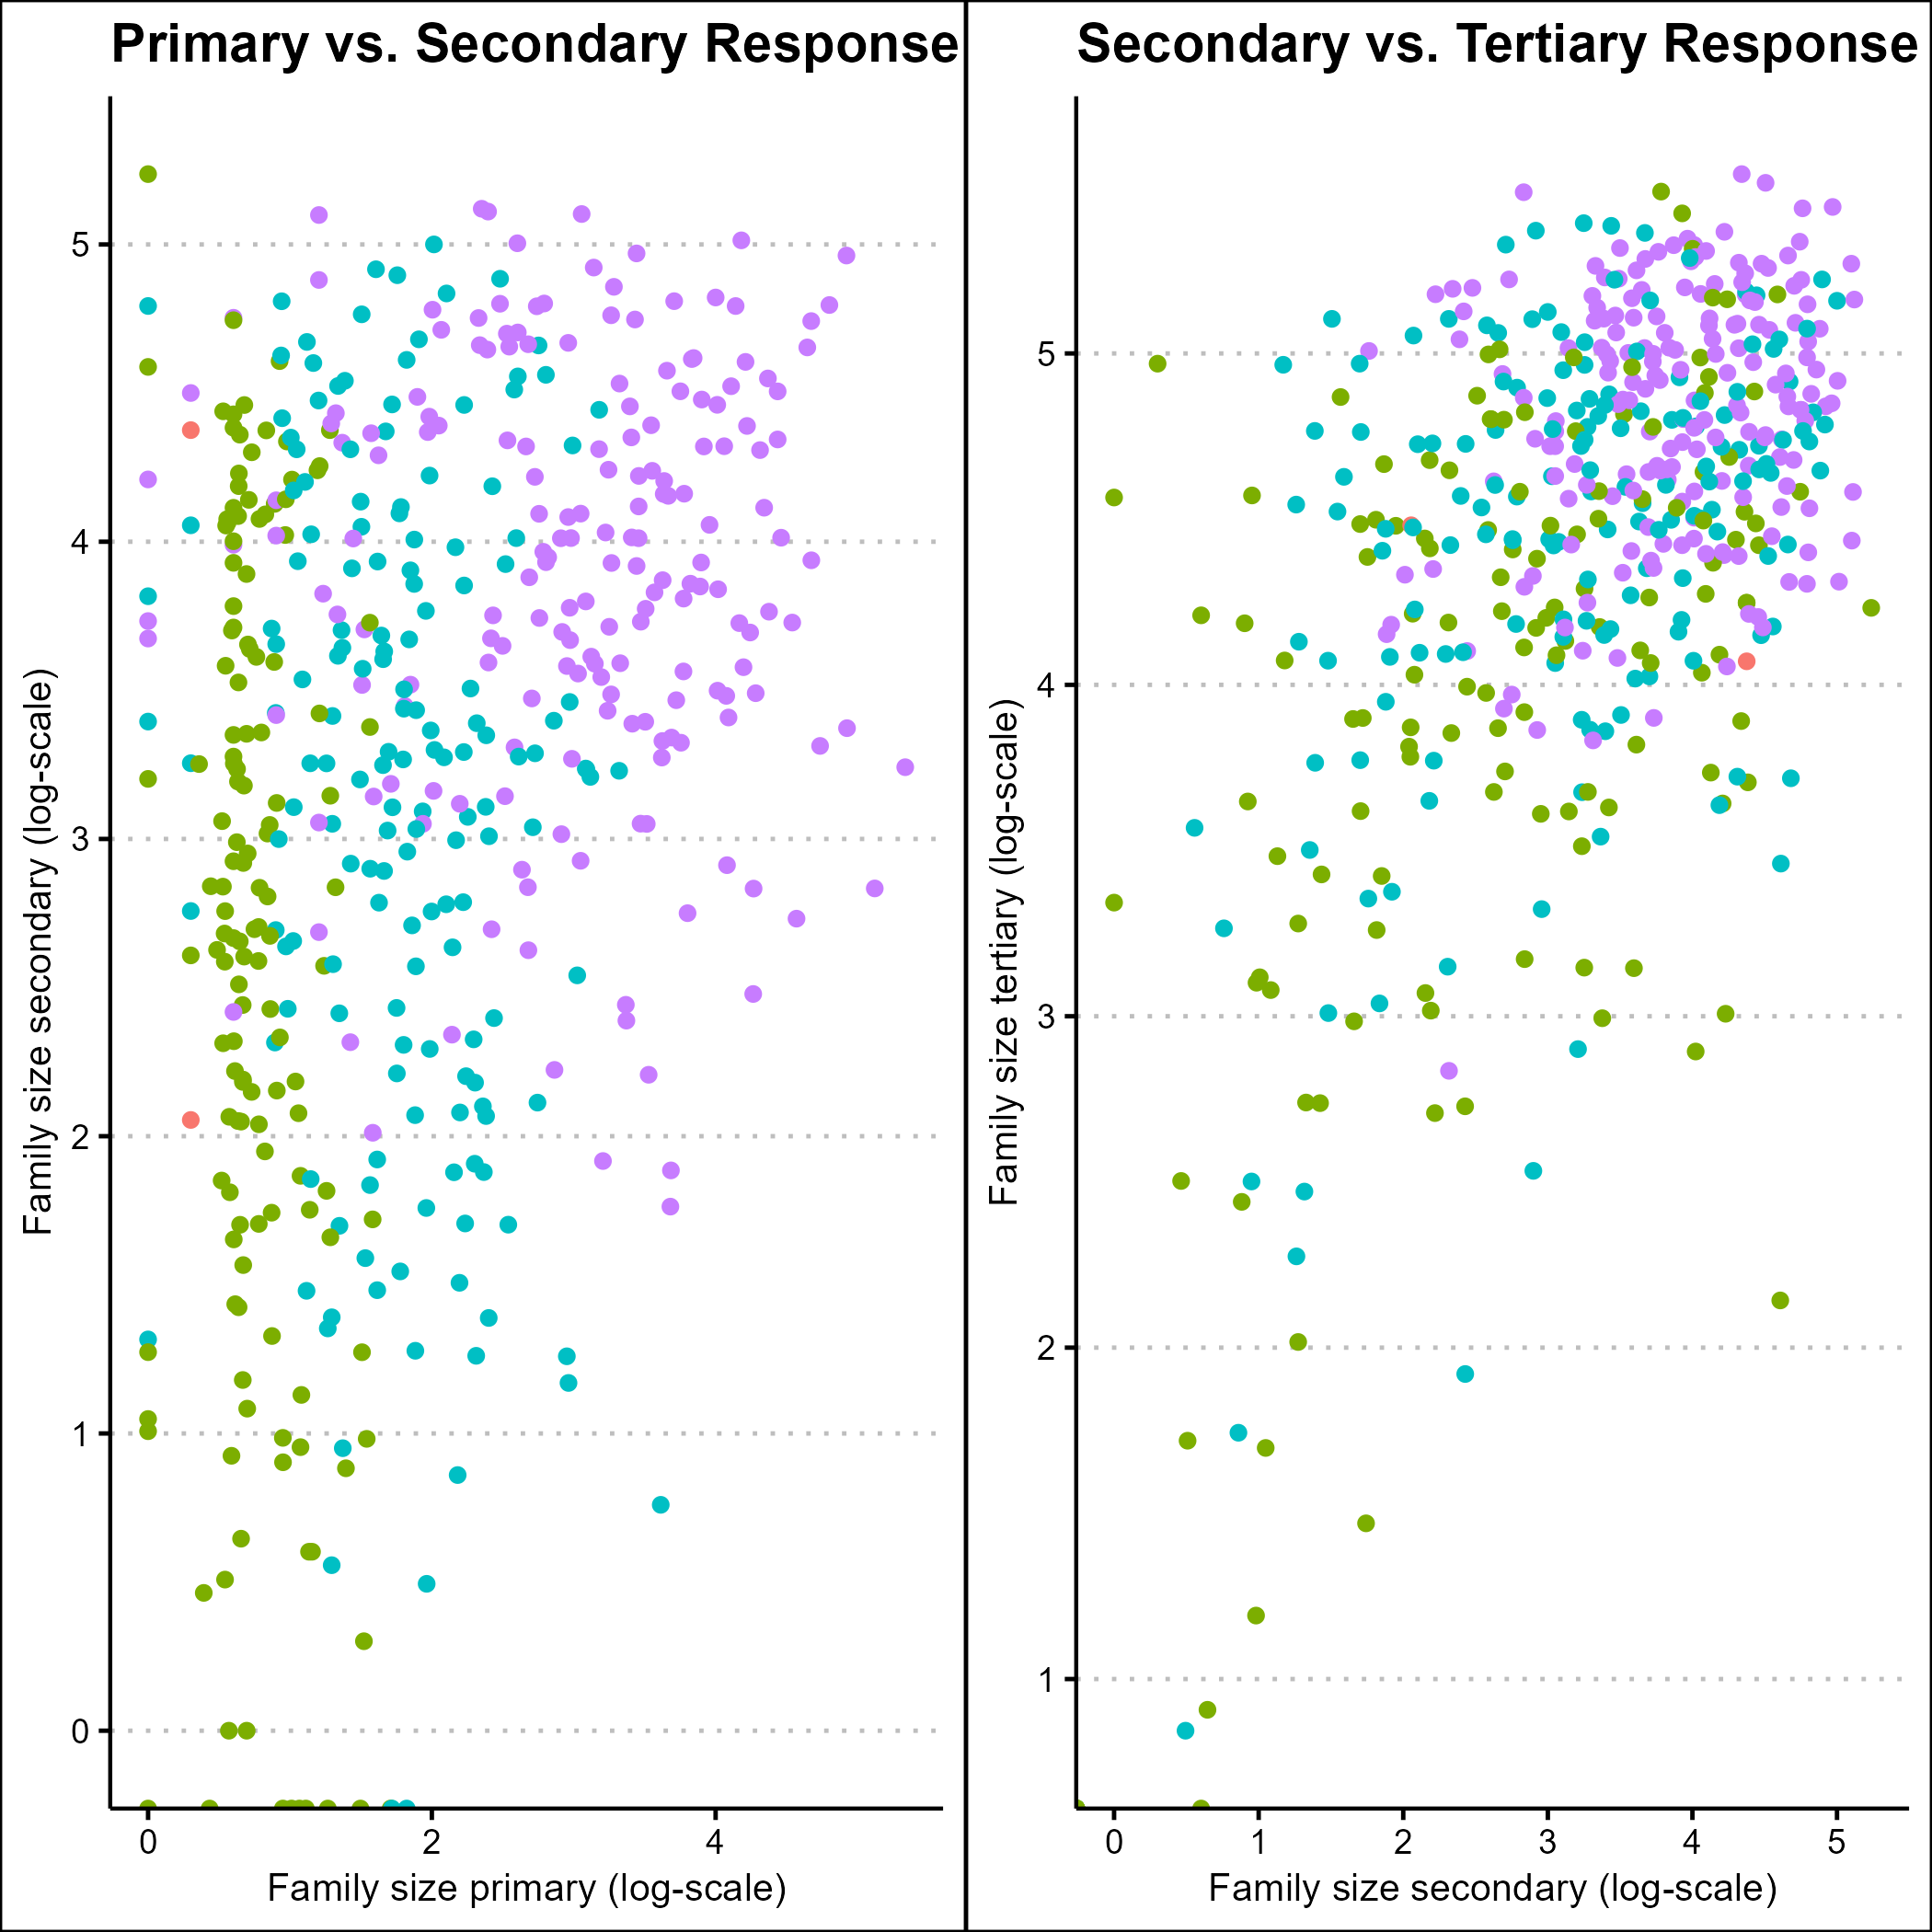 Primary vs. Secondary Response
5
4
3
2
1
0
Family size secondary (log-scale)
0 2 4
Family size primary (log-scale)
Secondary vs. Tertiary Response
5
4
3
2
1
Family size tertiary (log-scale)
0 1 2 3 4 5
Family size secondary (log-scale)